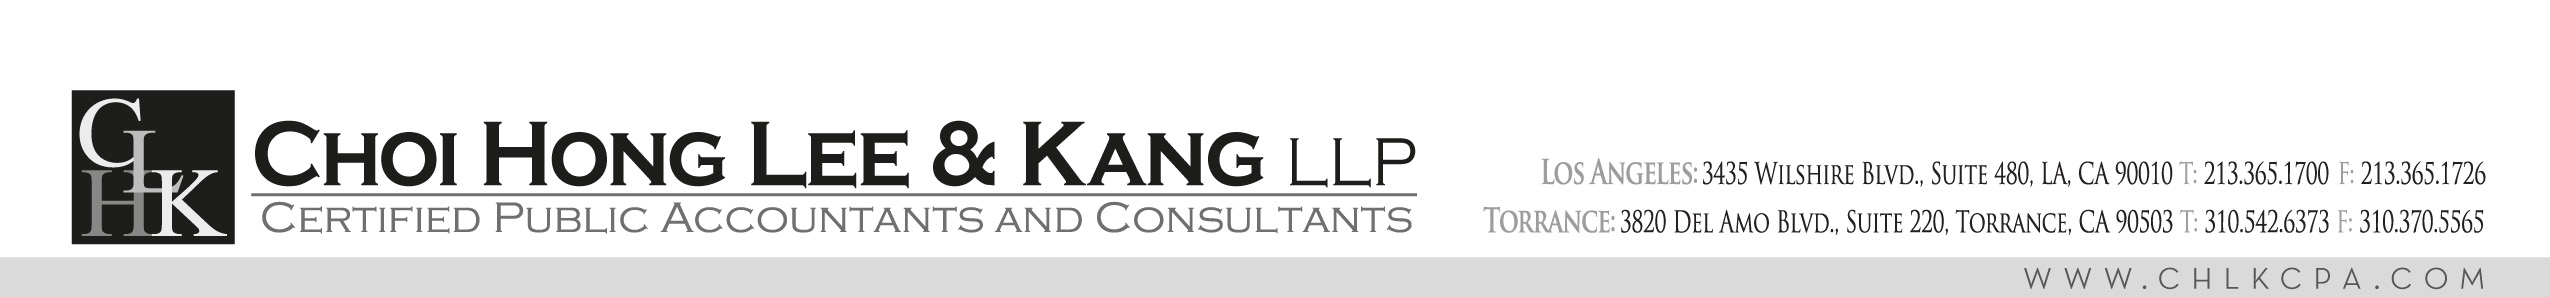 CLHK
CHOI HONG LEE & KANG LLP
CERTIFIED PUBLIC ACCOUNTANTS AND CONSULTANTS
LOS ANGELES: 3435 WILSHIRE BLVD., SUITE 480, LA, CA 90010 T: 213.365.1700 F: 213.365.1726
TORRANCE: 3820 DEL AMO BLVD., SUITE 220, TORRANCE, CA 90503 T: 310.542.6373 F: 310.370.5565
WWW.CHLKCPA.COM